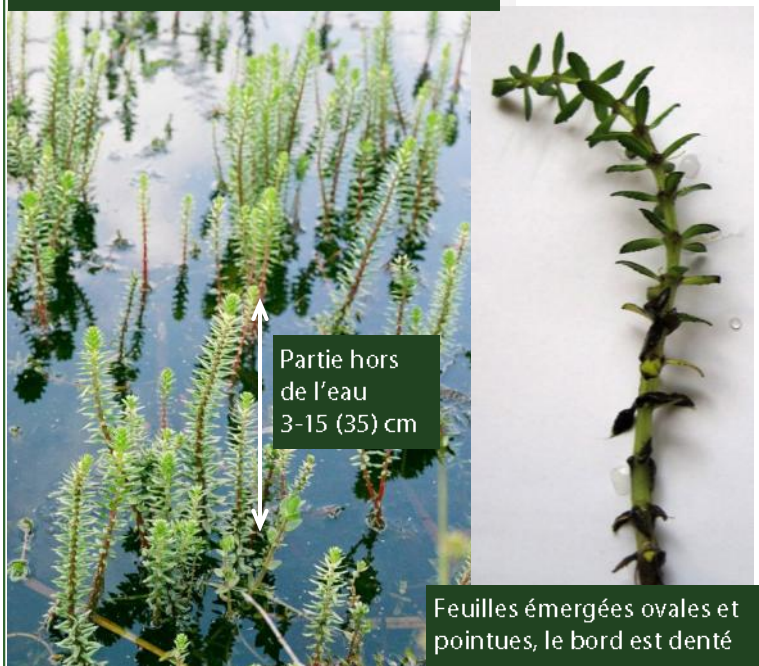 Partie hors
de l'eau
3-15 (35) cm
Feuilles émergées ovales et
pointues, le bord est denté